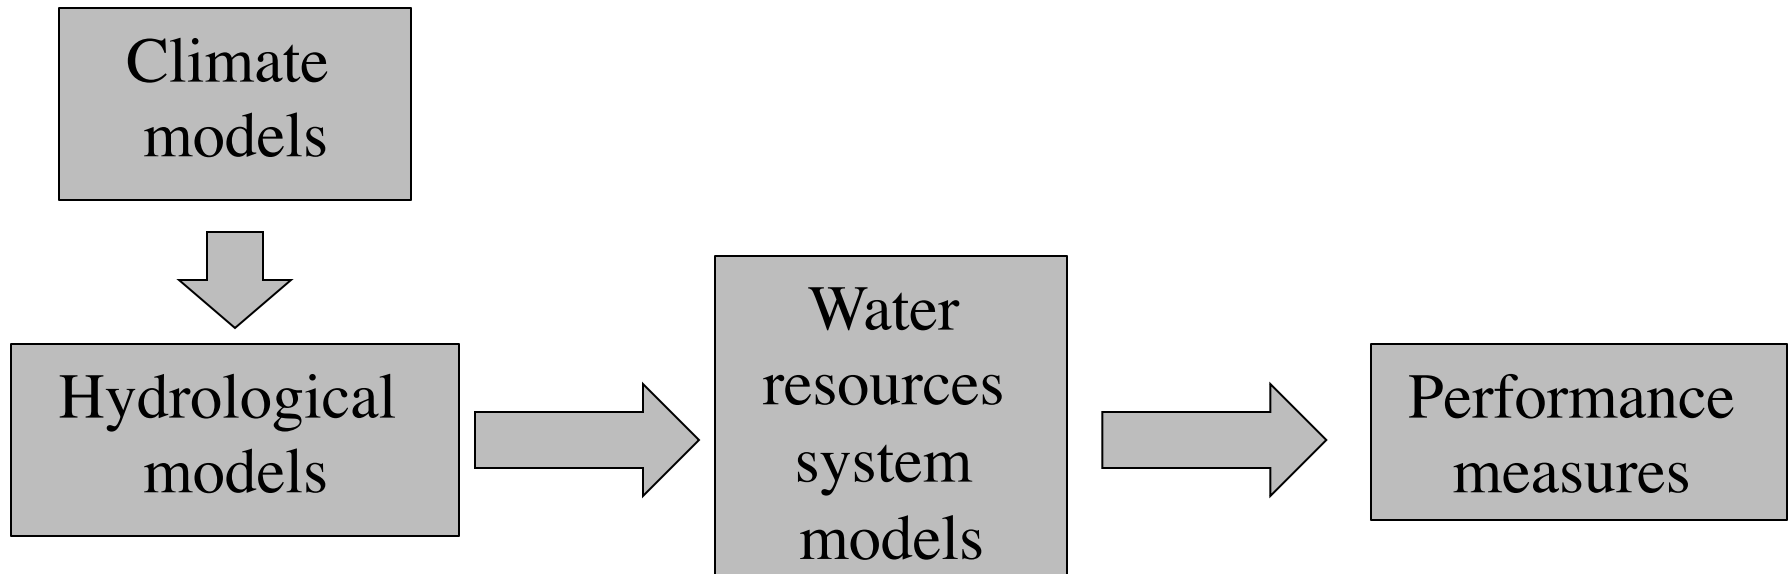 Climate
models
Hydrological
models
Water
resources
system
models
Performance
measures